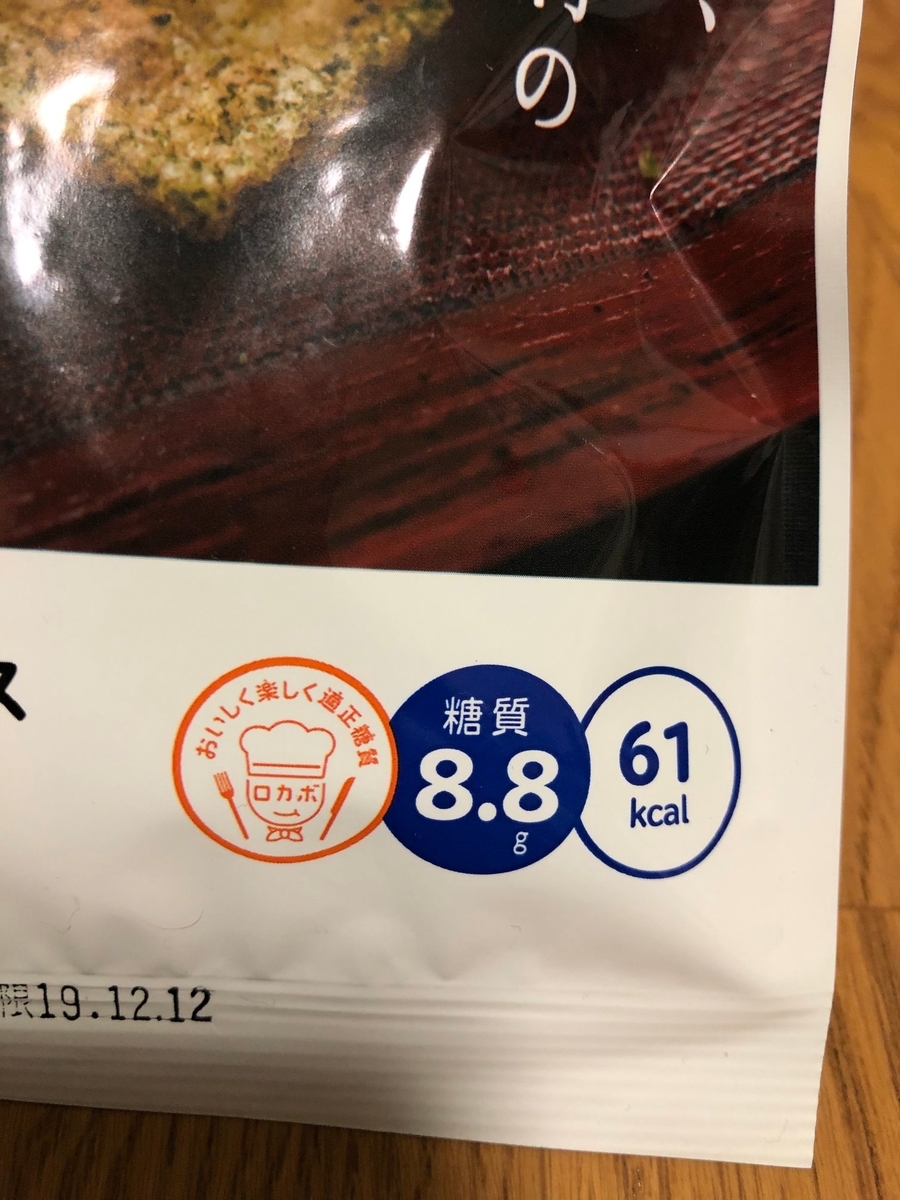 の
おいしく楽しく適正糖質
ロカボ
糖質
8.8
g
61
kcal
限19.12.12